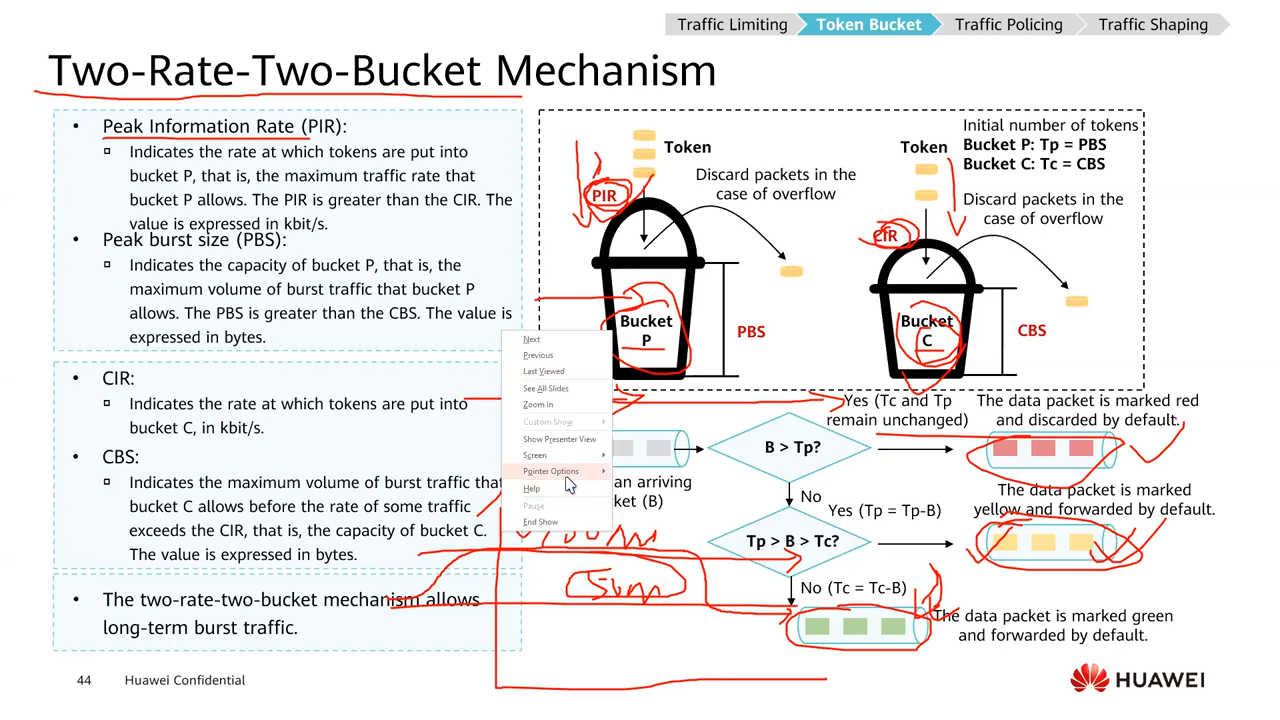 Traffic Limiting
Token Bucket
Traffic Policing
Traffic Shaping
Two-Rate-Two-Bucket Mechanism
• Peak Information Rate (PIR):
Indicates the rate at which tokens are put into
bucket P, that is, the maximum traffic rate that
bucket P allows. The PIR is greater than the CIR. The
value is expressed in kbit/s.
• Peak burst size (PBS):
Indicates the capacity of bucket P, that is, the
maximum volume of burst traffic that bucket P
allows. The PBS is greater than the CBS. The value is
expressed in bytes.
• CIR:
Indicates the rate at which tokens are put into
bucket C, in kbit/s.
• CBS:
Indicates the maximum volume of burst traffic that
bucket C allows before the rate of some traffic
exceeds the CIR, that is, the capacity of bucket C.
The value is expressed in bytes.
• The two-rate-two-bucket mechanism allows
long-term burst traffic.
Token
PIR
Discard packets in the
case of overflow
Bucket
P
PBS
Token
Initial number of tokens
Bucket P: Tp = PBS
Bucket C: Tc = CBS
Discard packets in the
case of overflow
CIR
Bucket
C
CBS
Next
Previous
Last Viewed
See All Slides
Zoom In
Custom Show
Show Presenter View
Screen
Pointer Options
Help
Pause
End Show
an arriving
(B)
B > Tp?
Yes (Tc and Tp
remain unchanged)
The data packet is marked red
and discarded by default.
No
Tp > B > Tc?
Yes (Tp = Tp-B)
The data packet is marked
yellow and forwarded by default.
No (Tc = Tc-B)
The data packet is marked green
and forwarded by default.
50m
44
Huawei Confidential
HUAWEI